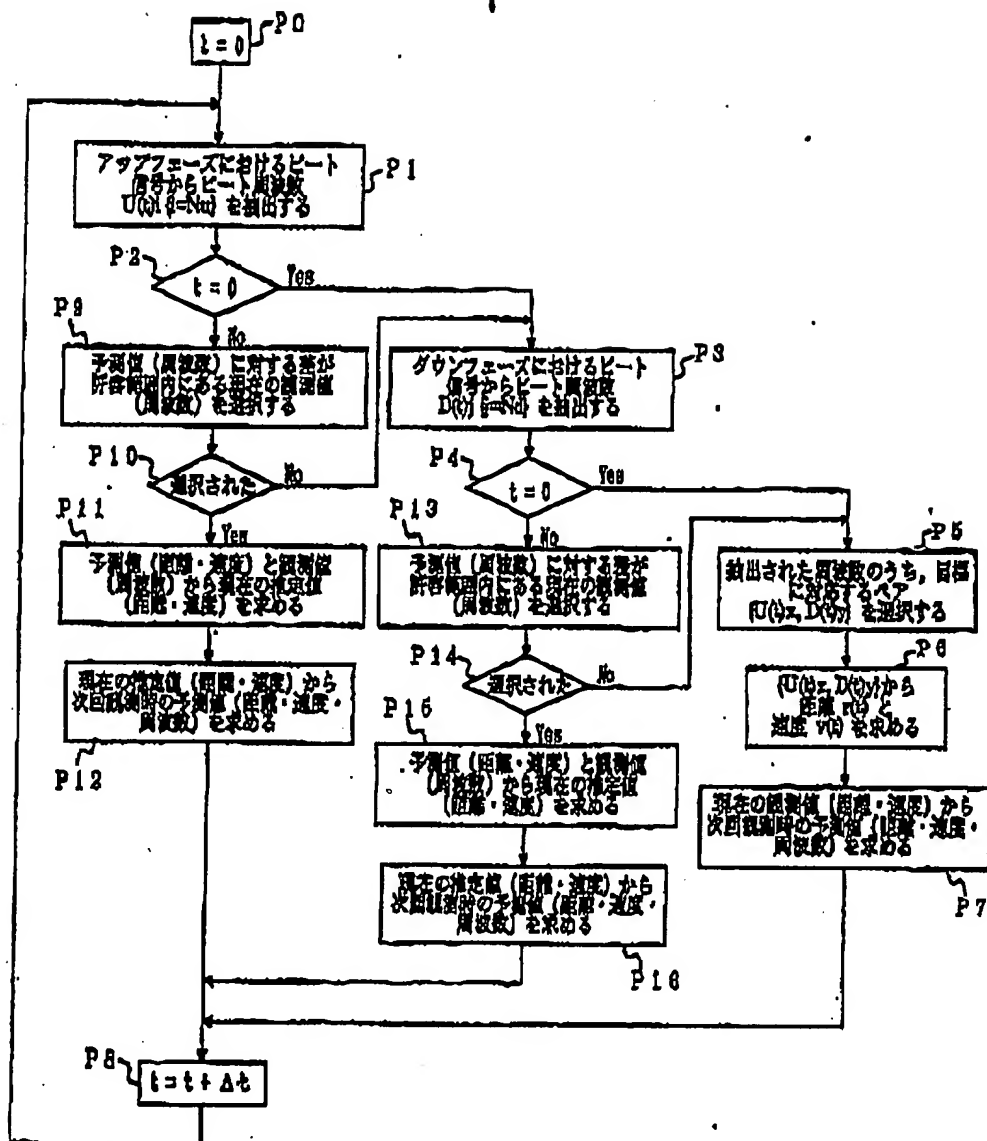 P0
t = 0
アップフェーズにおけるビート
信号からビート周波数
を抽出する
P1
P2
t = 0
Yes
No
P9
予測値（周波数）に対する差が
許容範囲内にある現在の観測値
（周波数）を選択する
ダウンフェーズにおけるビート
信号からビート周波数
を抽出する
P3
P10
選択された
No
Yes
P4
t = 0
Yes
No
P11
予測値（距離・速度）と観測値
（周波数）から現在の推定値
（距離・速度）を求める
P13
予測値（周波数）に対する差が
許容範囲内にある現在の観測値
（周波数）を選択する
P5
抽出された周波数のうち，目標
に対応するペア
{U(t)x, D(t)y} を選択する
P14
選択された
No
Yes
P6
{U(t)x, D(t)y}から
距離 r(t) と
速度 v(t) を求める
現在の推定値（距離・速度）から
次回観測時の予測値（距離・速度・
周波数）を求める
P12
P15
予測値（距離・速度）と観測値
（周波数）から現在の推定値
（距離・速度）を求める
現在の観測値（距離・速度）から
次回観測時の予測値（距離・速度・
周波数）を求める
P7
現在の推定値（距離・速度）から
次回観測時の予測値（距離・速度・
周波数）を求める
P16
P8
t = t + Δt